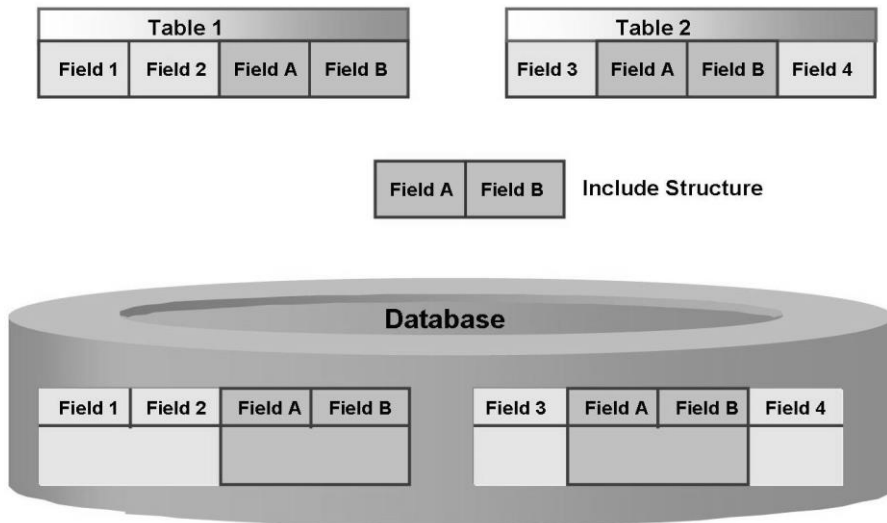 Table 1
Table 2
Field 1 Field 2 Field A Field B
Field 3 Field A Field B Field 4
Field A Field B Include Structure
Database
Field 1 Field 2 Field A Field B
Field 3 Field A Field B Field 4